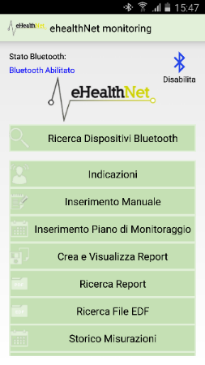 15:47
eHealthNet ehealthNet monitoring
Stato Bluetooth:
Bluetooth Abilitato
Disabilita
eHealthNet
Ricerca Dispositivi Bluetooth
Indicazioni
Inserimento Manuale
Inserimento Piano di Monitoraggio
Crea e Visualizza Report
Ricerca Report
Ricerca File EDF
Storico Misurazioni